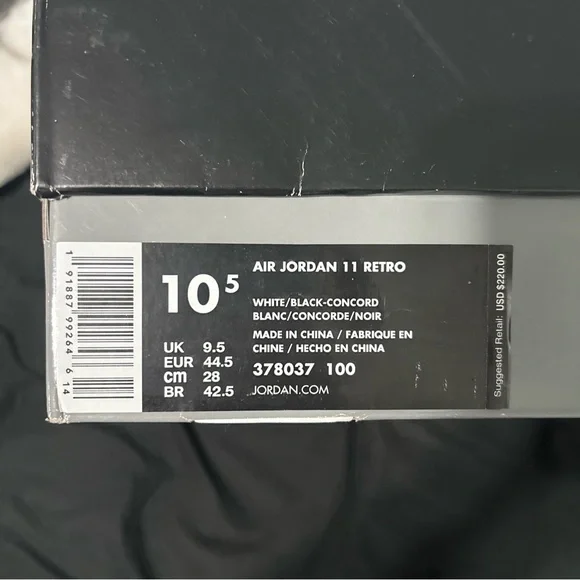 AIR JORDAN 11 RETRO
10⁵
WHITE/BLACK-CONCORD
BLANC/CONCORDE/NOIR
MADE IN CHINA / FABRIQUE EN
CHINE / HECHO EN CHINA
UK 9.5
EUR 44.5
CM 28
BR 42.5
378037 100
JORDAN.COM
Suggested Retail: USD $220.00
1 91887 99264 6 14